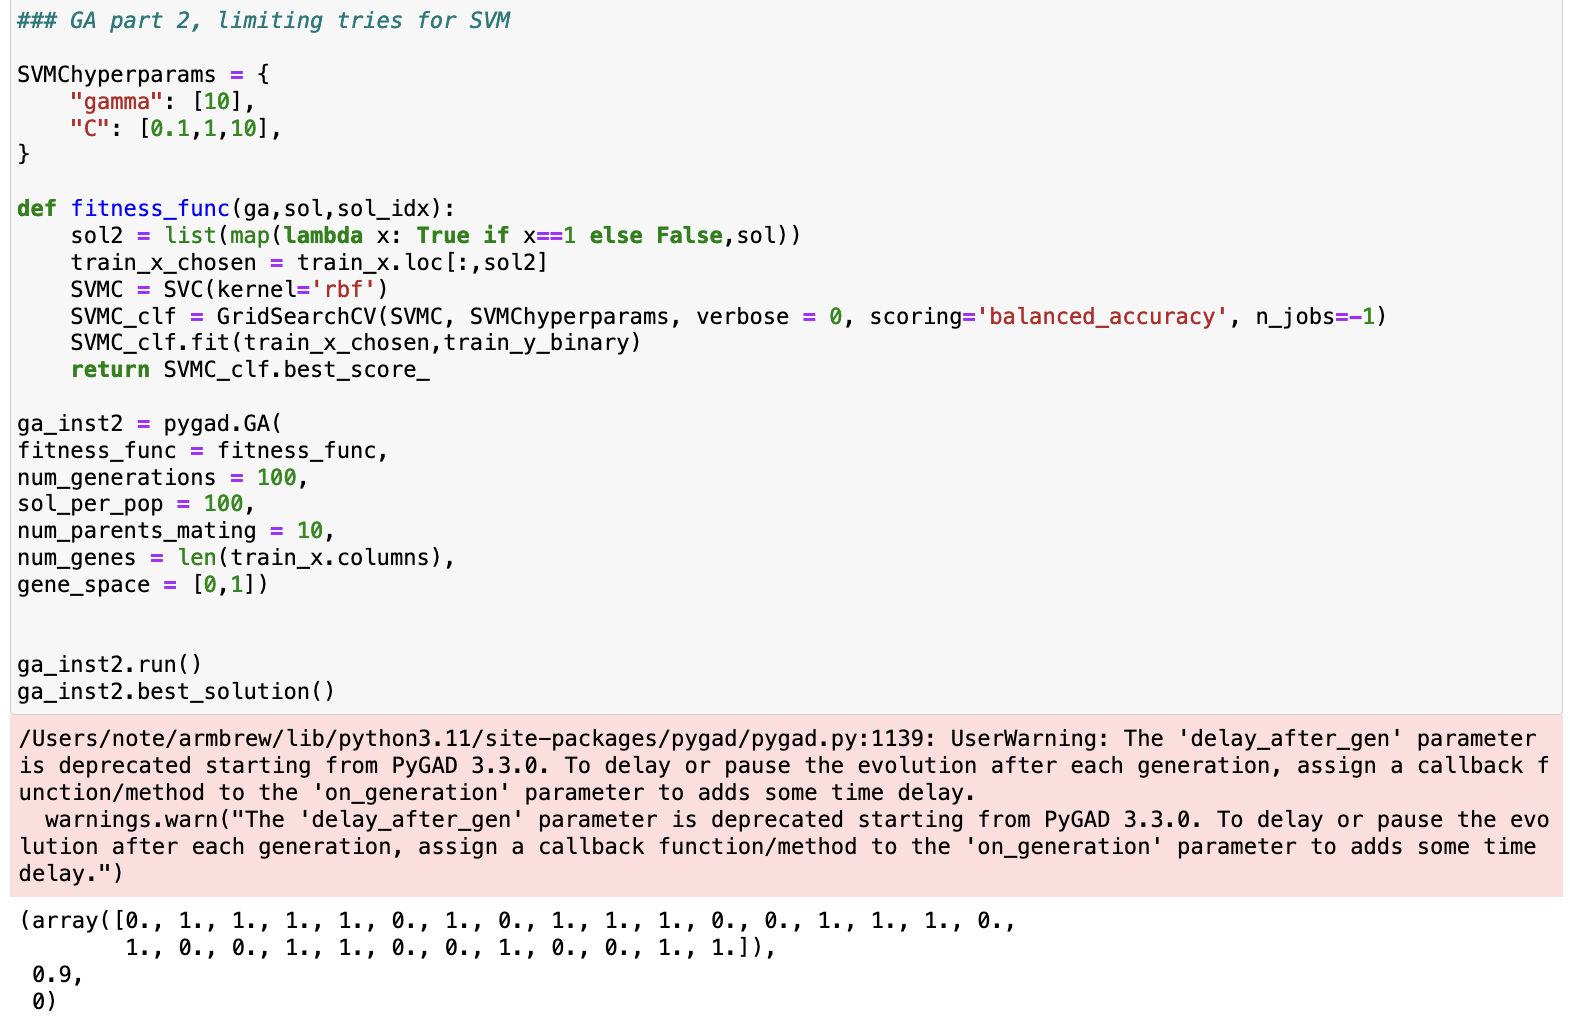 ### GA part 2, limiting tries for SVM
SVMChyperparams = {
    "gamma": [10],
    "C": [0.1,1,10],
}
def fitness_func(ga,sol,sol_idx):
    sol2 = list(map(lambda x: True if x==1 else False,sol))
    train_x_chosen = train_x.loc[:,sol2]
    SVMC = SVC(kernel='rbf')
    SVMC_clf = GridSearchCV(SVMC, SVMChyperparams, verbose = 0, scoring='balanced_accuracy', n_jobs=-1)
    SVMC_clf.fit(train_x_chosen,train_y_binary)
    return SVMC_clf.best_score_
ga_inst2 = pygad.GA(
fitness_func = fitness_func,
num_generations = 100,
sol_per_pop = 100,
num_parents_mating = 10,
num_genes = len(train_x.columns),
gene_space = [0,1])
ga_inst2.run()
ga_inst2.best_solution()
/Users/note/armbrew/lib/python3.11/site-packages/pygad/pygad.py:1139: UserWarning: The 'delay_after_gen' parameter
is deprecated starting from PyGAD 3.3.0. To delay or pause the evolution after each generation, assign a callback f
unction/method to the 'on_generation' parameter to adds some time delay.
  warnings.warn("The 'delay_after_gen' parameter is deprecated starting from PyGAD 3.3.0. To delay or pause the evo
lution after each generation, assign a callback function/method to the 'on_generation' parameter to adds some time
delay.")
(array([0., 1., 1., 1., 1., 0., 1., 0., 1., 1., 1., 0., 0., 1., 1., 1., 0.,
        1., 0., 0., 1., 1., 0., 0., 1., 0., 0., 1., 1.]),
 0.9,
 0)